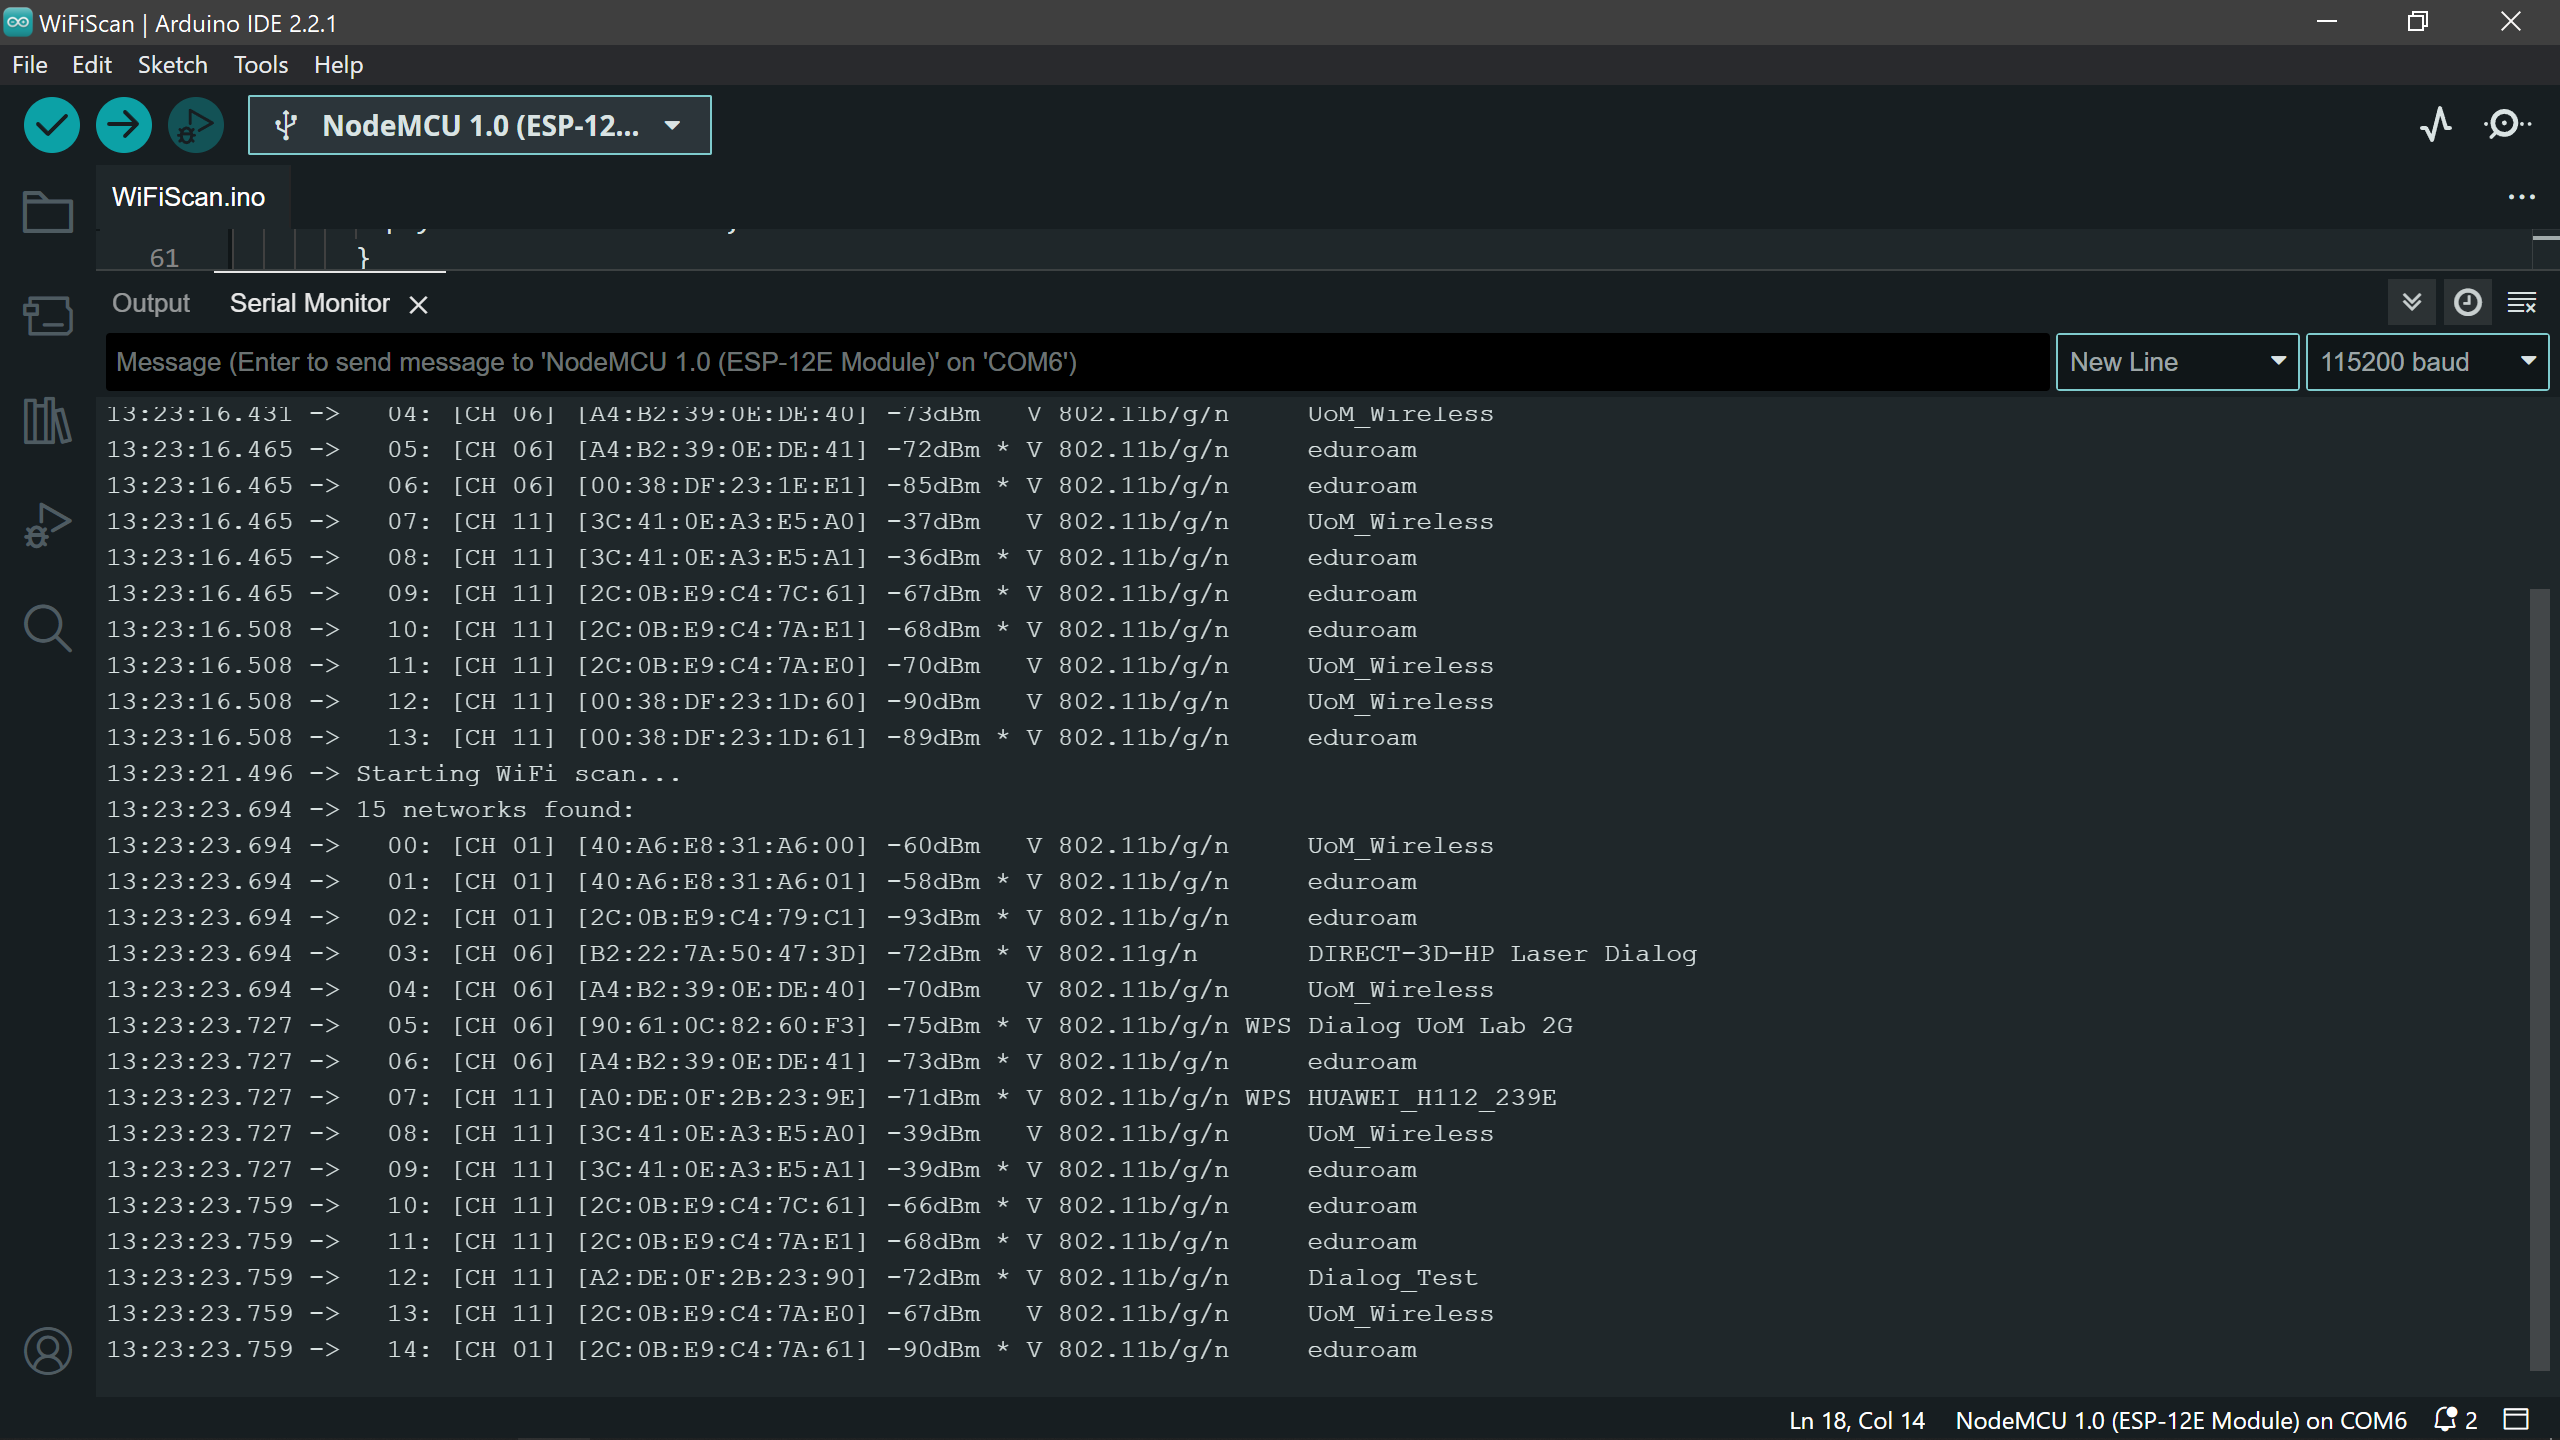 WiFiScan | Arduino IDE 2.2.1
File Edit Sketch Tools Help
NodeMCU 1.0 (ESP-12...
WiFiScan.ino
61 }
Output Serial Monitor
Message (Enter to send message to 'NodeMCU 1.0 (ESP-12E Module)' on 'COM6') New Line 115200 baud
13:23:16.431 -> 04: [CH 06] [A4:B2:39:0E:DE:40] -73dBm V 802.11b/g/n UoM_Wireless
13:23:16.465 -> 05: [CH 06] [A4:B2:39:0E:DE:41] -72dBm * V 802.11b/g/n eduroam
13:23:16.465 -> 06: [CH 06] [00:38:DF:23:1E:E1] -85dBm * V 802.11b/g/n eduroam
13:23:16.465 -> 07: [CH 11] [3C:41:0E:A3:E5:A0] -37dBm V 802.11b/g/n UoM_Wireless
13:23:16.465 -> 08: [CH 11] [3C:41:0E:A3:E5:A1] -36dBm * V 802.11b/g/n eduroam
13:23:16.465 -> 09: [CH 11] [2C:0B:E9:C4:7C:61] -67dBm * V 802.11b/g/n eduroam
13:23:16.508 -> 10: [CH 11] [2C:0B:E9:C4:7A:E1] -68dBm * V 802.11b/g/n eduroam
13:23:16.508 -> 11: [CH 11] [2C:0B:E9:C4:7A:E0] -70dBm V 802.11b/g/n UoM_Wireless
13:23:16.508 -> 12: [CH 11] [00:38:DF:23:1D:60] -90dBm V 802.11b/g/n UoM_Wireless
13:23:16.508 -> 13: [CH 11] [00:38:DF:23:1D:61] -89dBm * V 802.11b/g/n eduroam
13:23:21.496 -> Starting WiFi scan...
13:23:23.694 -> 15 networks found:
13:23:23.694 -> 00: [CH 01] [40:A6:E8:31:A6:00] -60dBm V 802.11b/g/n UoM_Wireless
13:23:23.694 -> 01: [CH 01] [40:A6:E8:31:A6:01] -58dBm * V 802.11b/g/n eduroam
13:23:23.694 -> 02: [CH 01] [2C:0B:E9:C4:79:C1] -93dBm * V 802.11b/g/n eduroam
13:23:23.694 -> 03: [CH 06] [B2:22:7A:50:47:3D] -72dBm * V 802.11g/n DIRECT-3D-HP Laser Dialog
13:23:23.694 -> 04: [CH 06] [A4:B2:39:0E:DE:40] -70dBm V 802.11b/g/n UoM_Wireless
13:23:23.727 -> 05: [CH 06] [90:61:0C:82:60:F3] -75dBm * V 802.11b/g/n WPS Dialog UoM Lab 2G
13:23:23.727 -> 06: [CH 06] [A4:B2:39:0E:DE:41] -73dBm * V 802.11b/g/n eduroam
13:23:23.727 -> 07: [CH 11] [A0:DE:0F:2B:23:9E] -71dBm * V 802.11b/g/n WPS HUAWEI_H112_239E
13:23:23.727 -> 08: [CH 11] [3C:41:0E:A3:E5:A0] -39dBm V 802.11b/g/n UoM_Wireless
13:23:23.727 -> 09: [CH 11] [3C:41:0E:A3:E5:A1] -39dBm * V 802.11b/g/n eduroam
13:23:23.759 -> 10: [CH 11] [2C:0B:E9:C4:7C:61] -66dBm * V 802.11b/g/n eduroam
13:23:23.759 -> 11: [CH 11] [2C:0B:E9:C4:7A:E1] -68dBm * V 802.11b/g/n eduroam
13:23:23.759 -> 12: [CH 11] [A2:DE:0F:2B:23:90] -72dBm * V 802.11b/g/n Dialog_Test
13:23:23.759 -> 13: [CH 11] [2C:0B:E9:C4:7A:E0] -67dBm V 802.11b/g/n UoM_Wireless
13:23:23.759 -> 14: [CH 01] [2C:0B:E9:C4:7A:61] -90dBm * V 802.11b/g/n eduroam
Ln 18, Col 14 NodeMCU 1.0 (ESP-12E Module) on COM6 2